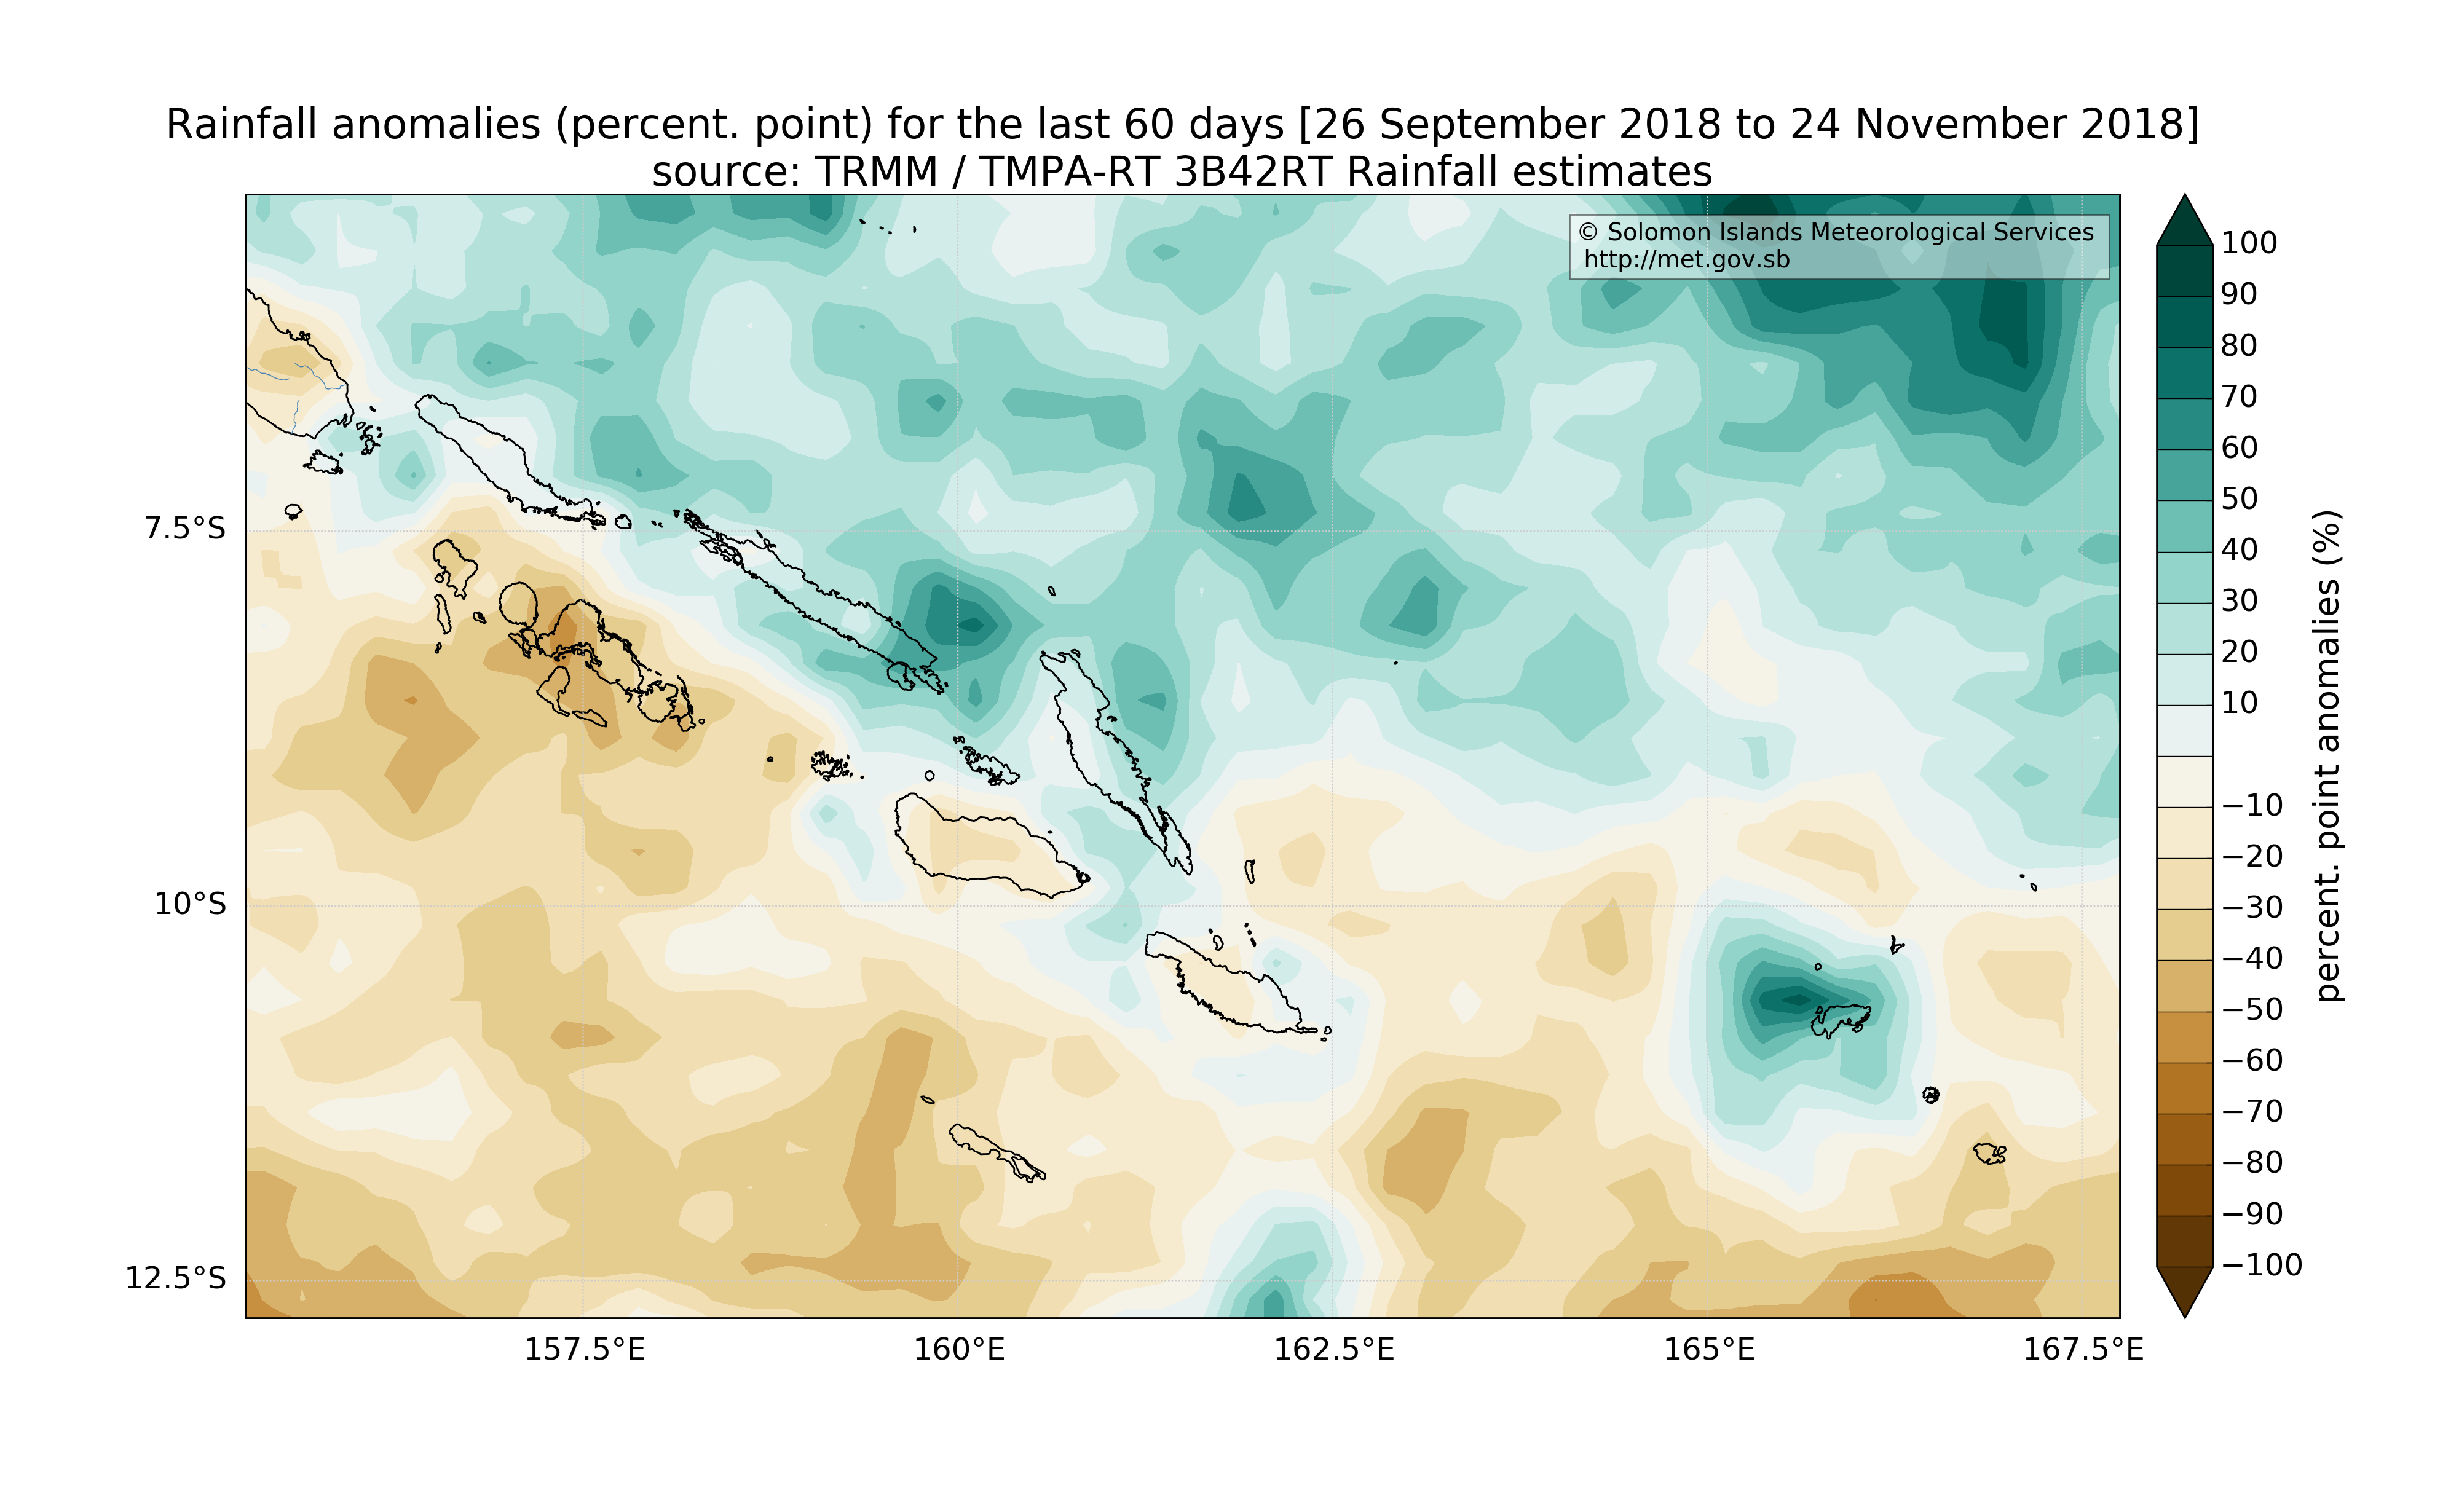 Rainfall anomalies (percent. point) for the last 60 days [26 September 2018 to 24 November 2018]
source: TRMM / TMPA-RT 3B42RT Rainfall estimates
© Solomon Islands Meteorological Services
http://met.gov.sb
7.5°S
10°S
12.5°S
157.5°E
160°E
162.5°E
165°E
167.5°E
100
90
80
70
60
50
40
30
20
10
−10
−20
−30
−40
−50
−60
−70
−80
−90
−100
percent. point anomalies (%)